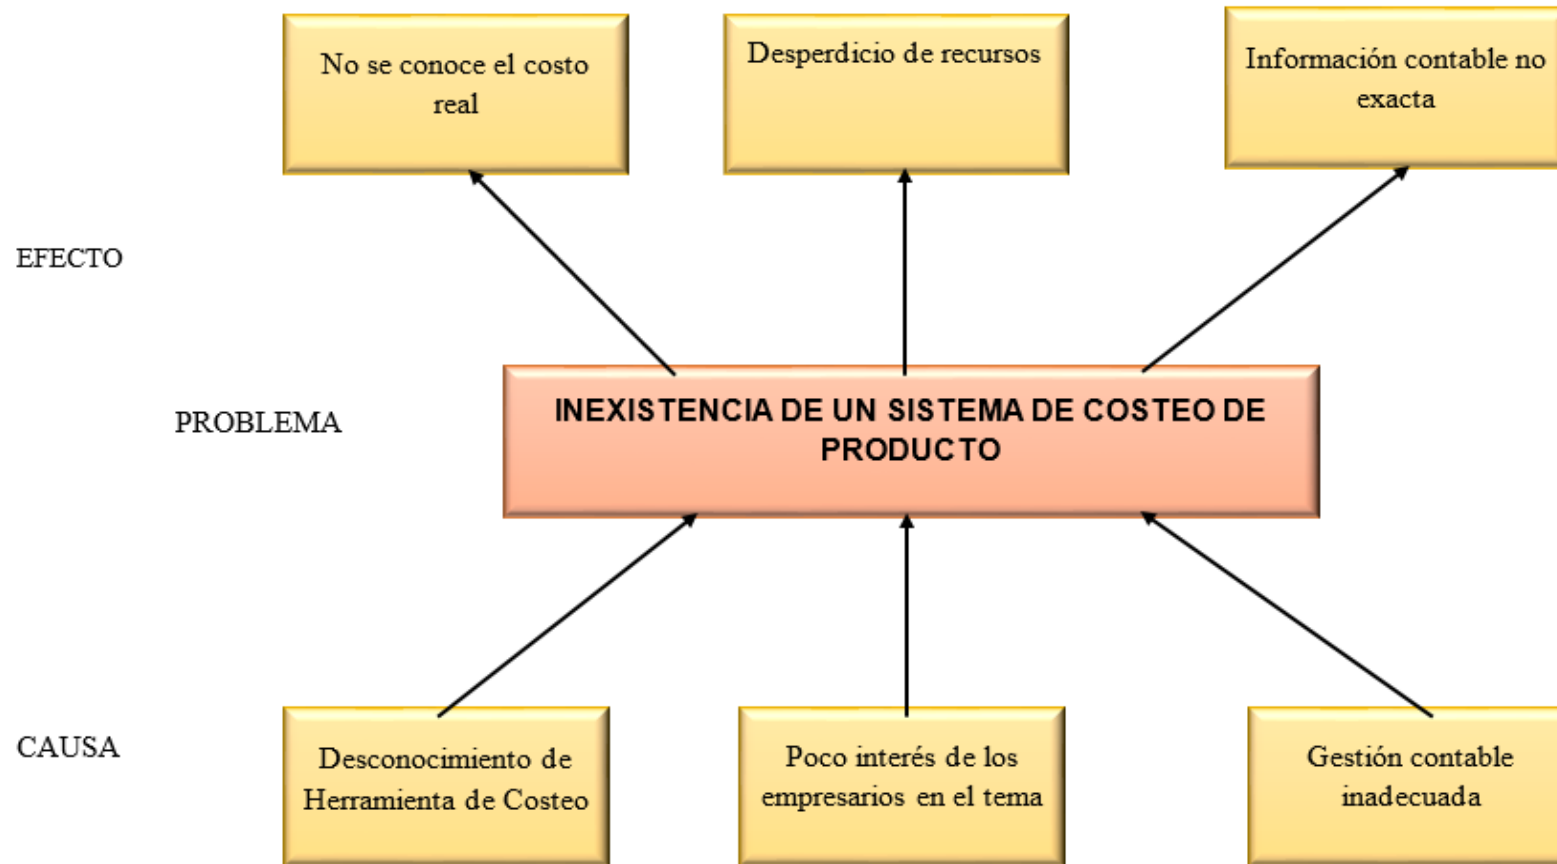 No se conoce el costo
real
Desperdicio de recursos
Información contable no
exacta
EFECTO
PROBLEMA
INEXISTENCIA DE UN SISTEMA DE COSTEO DE
PRODUCTO
CAUSA
Desconocimiento de
Herramienta de Costeo
Poco interés de los
empresarios en el tema
Gestión contable
inadecuada